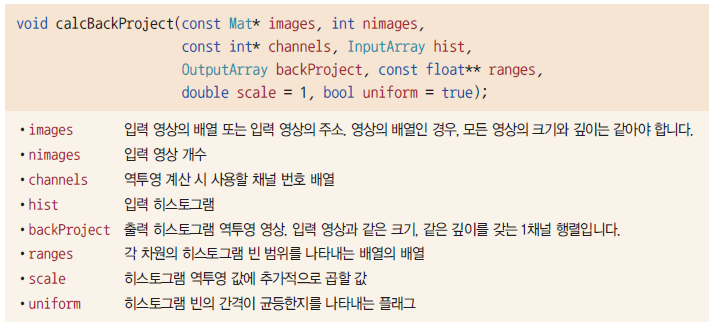 void calcBackProject(const Mat* images, int nimages,
const int* channels, InputArray hist,
OutputArray backProject, const float** ranges,
double scale = 1, bool uniform = true);
• images 입력 영상의 배열 또는 입력 영상의 주소. 영상의 배열인 경우, 모든 영상의 크기와 깊이는 같아야 합니다.
• nimages 입력 영상 개수
• channels 역투영 계산 시 사용할 채널 번호 배열
• hist 입력 히스토그램
• backProject 출력 히스토그램 역투영 영상. 입력 영상과 같은 크기, 같은 깊이를 갖는 1채널 행렬입니다.
• ranges 각 차원의 히스토그램 빈 범위를 나타내는 배열의 배열
• scale 히스토그램 역투영 값에 추가적으로 곱할 값
• uniform 히스토그램 빈의 간격이 균등한지를 나타내는 플래그